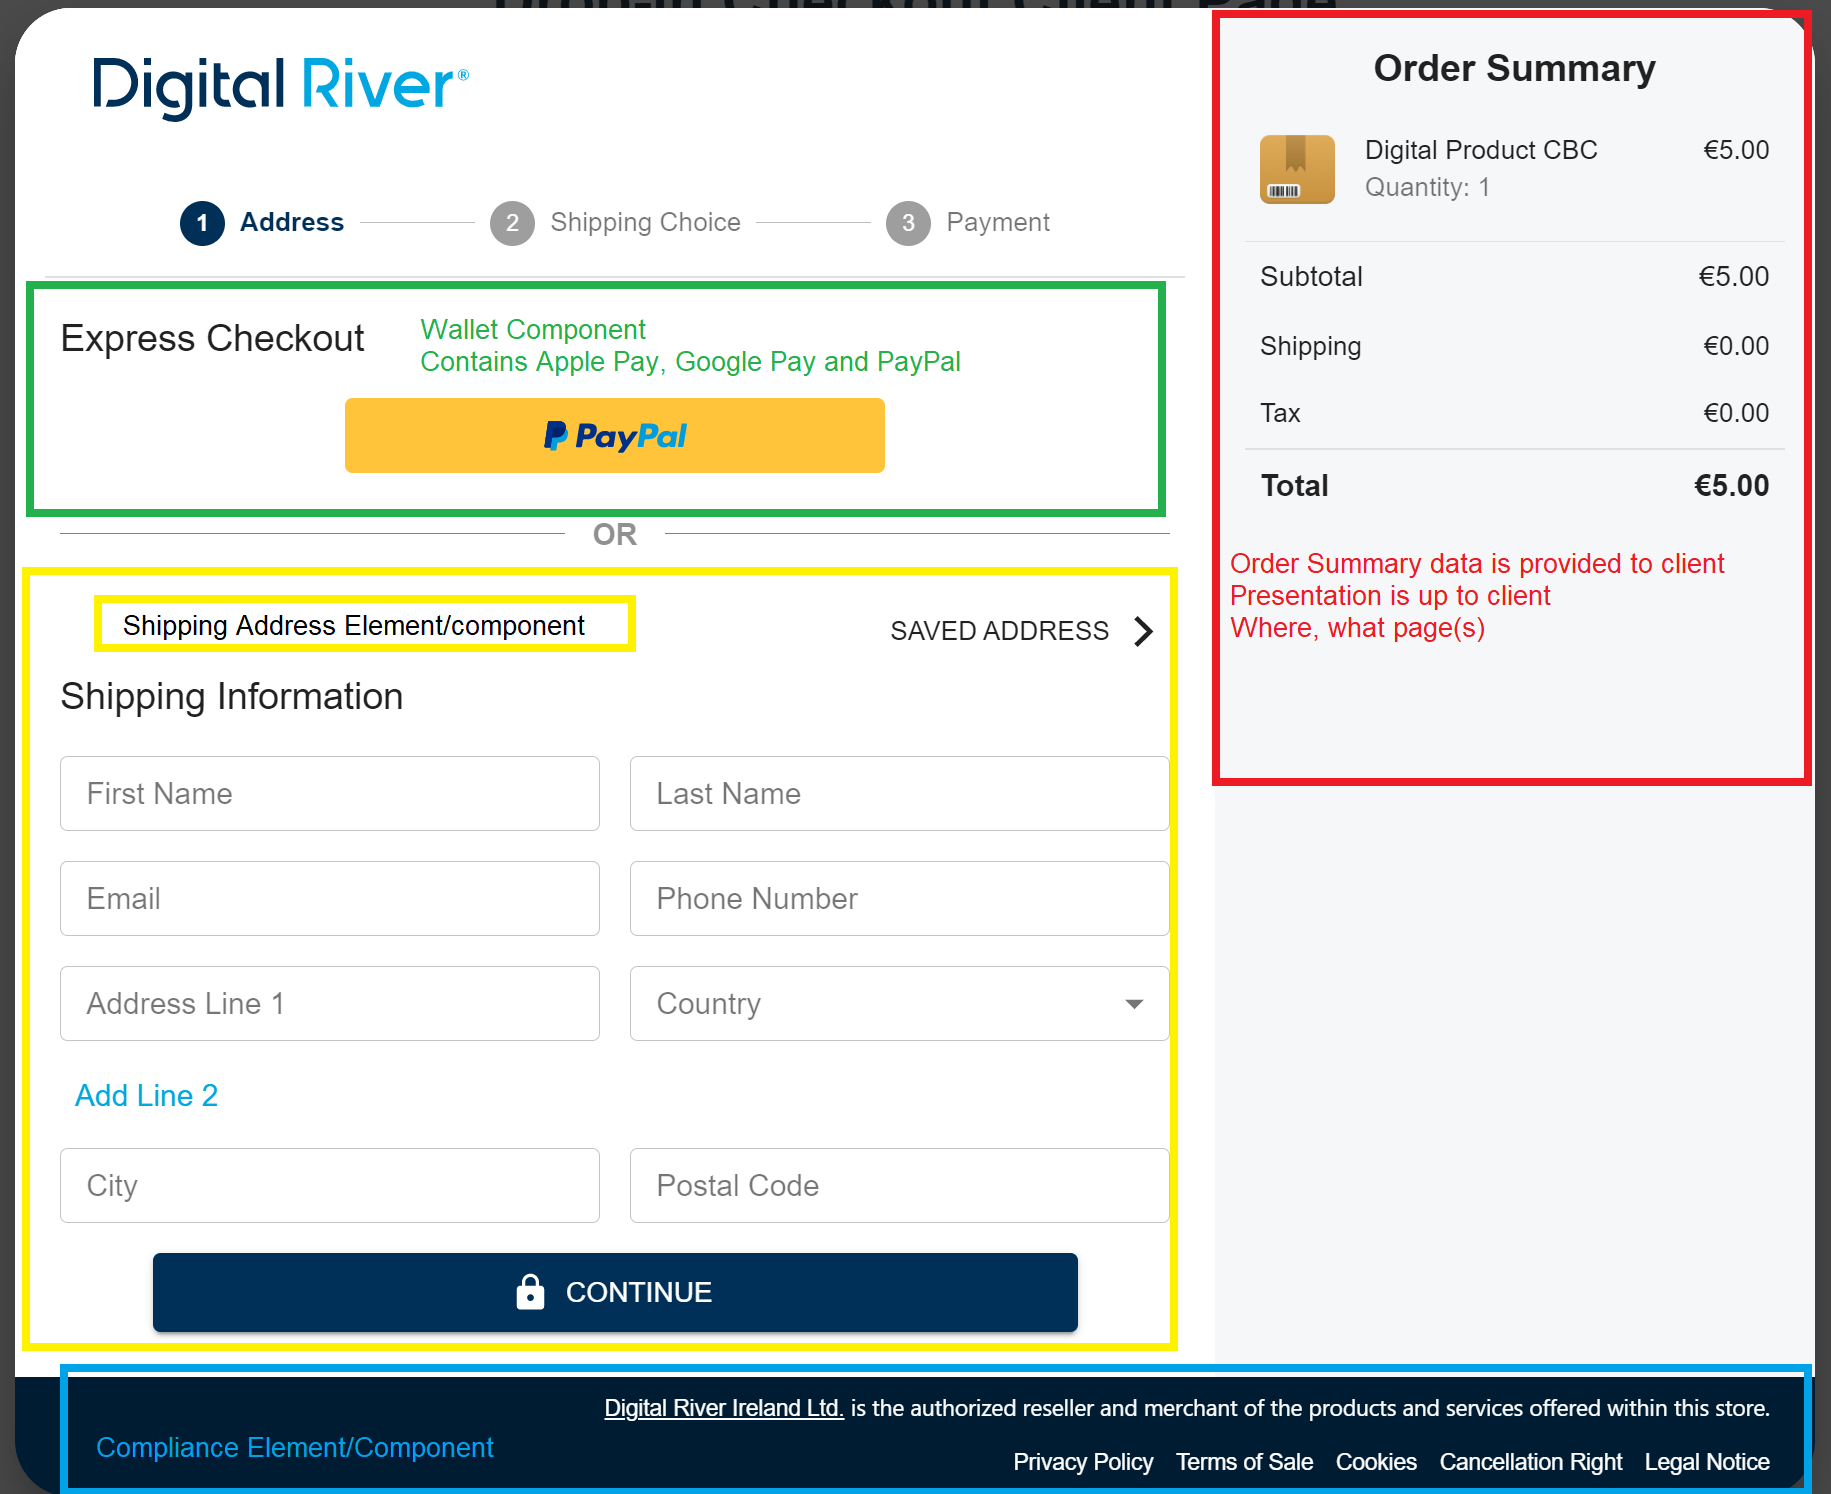 Drop-in Checkout Client Page
Digital River®
1 Address
2 Shipping Choice
3 Payment
Express Checkout
Wallet Component
Contains Apple Pay, Google Pay and PayPal
PayPal
OR
Shipping Address Element/component
SAVED ADDRESS
Shipping Information
First Name
Last Name
Email
Phone Number
Address Line 1
Country
Add Line 2
City
Postal Code
CONTINUE
Order Summary
Digital Product CBC €5.00
Quantity: 1
Subtotal €5.00
Shipping €0.00
Tax €0.00
Total €5.00
Order Summary data is provided to client
Presentation is up to client
Where, what page(s)
Compliance Element/Component
Digital River Ireland Ltd. is the authorized reseller and merchant of the products and services offered within this store.
Privacy Policy Terms of Sale Cookies Cancellation Right Legal Notice